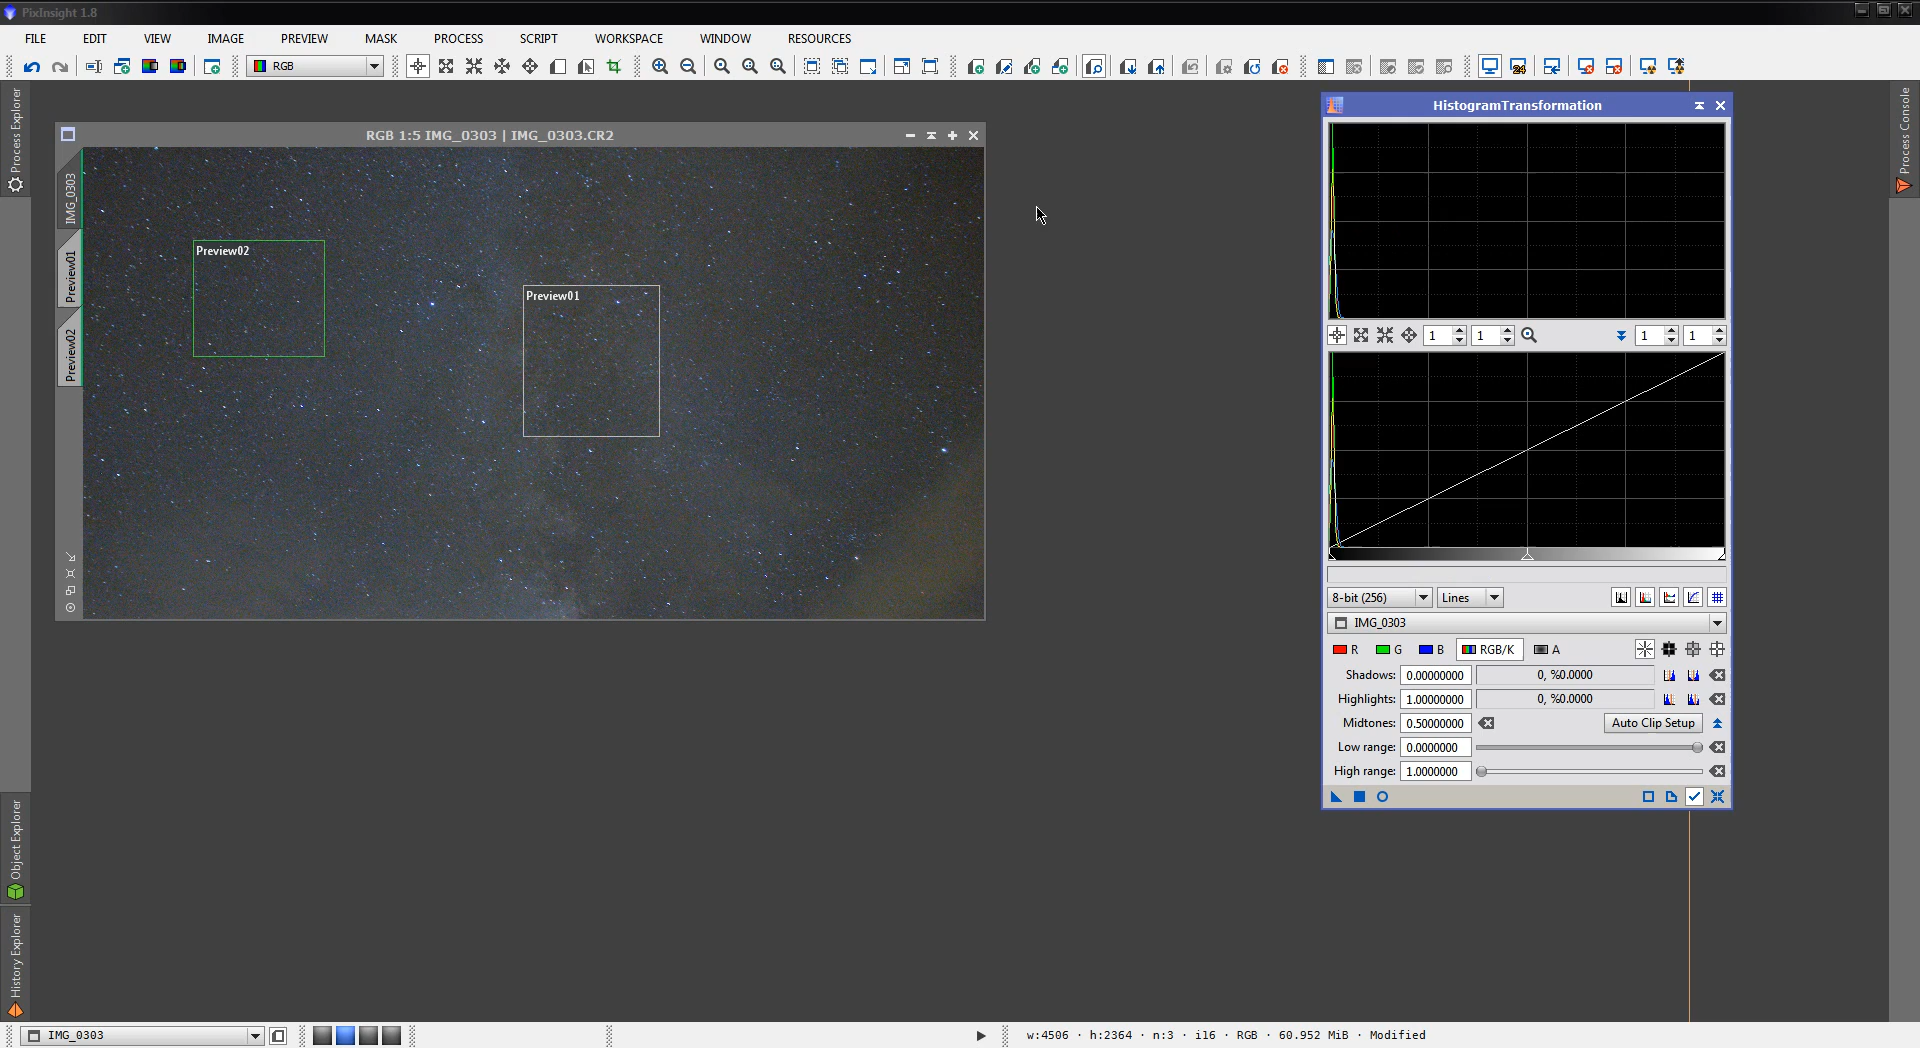 PixInsight 1.8
FILE EDIT VIEW IMAGE PREVIEW MASK PROCESS SCRIPT WORKSPACE WINDOW RESOURCES
RGB
24
Process Explorer
Object Explorer
History Explorer
Process Console
RGB 1:5 IMG_0303 | IMG_0303.CR2
IMG_0303
Preview01
Preview02
Preview02
Preview01
HistogramTransformation
1 1 1 1
8-bit (256) Lines
IMG_0303
R G B RGB/K A
Shadows: 0.00000000 0, %0.0000
Highlights: 1.00000000 0, %0.0000
Midtones: 0.50000000 Auto Clip Setup
Low range: 0.0000000
High range: 1.0000000
IMG_0303
w:4506 · h:2364 · n:3 · i16 · RGB · 60.952 MiB · Modified